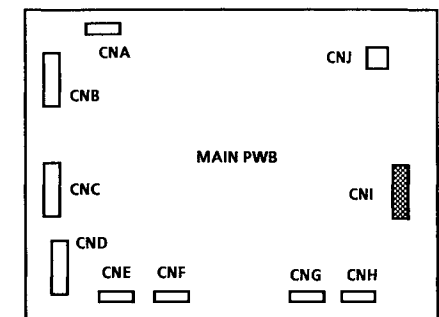 CNA
CNJ
CNB
MAIN PWB
CNC
CNI
CND
CNE CNF CNG CNH